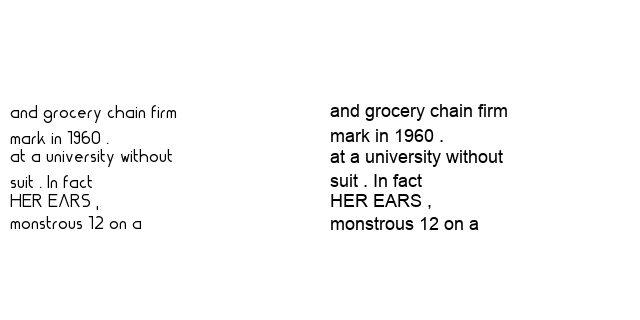 and grocery chain firm
mark in 1960 .
at a university without
suit . In fact
HER EARS ,
monstrous 12 on a
and grocery chain firm
mark in 1960 .
at a university without
suit . In fact
HER EARS ,
monstrous 12 on a